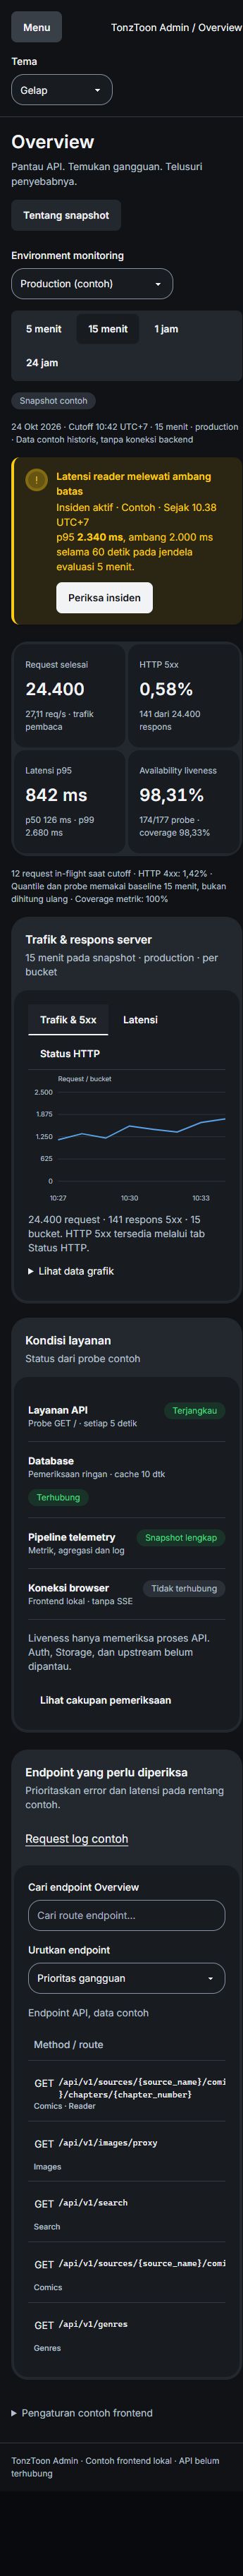 Menu
TonzToon Admin / Overview
Tema
Gelap
Overview
Pantau API. Temukan gangguan. Telusuri
penyebabnya.
Tentang snapshot
Environment monitoring
Production (contoh)
5 menit
15 menit
1 jam
24 jam
Snapshot contoh
24 Okt 2026 · Cutoff 10:42 UTC+7 · 15 menit · production
· Data contoh historis, tanpa koneksi backend
!
Latensi reader melewati ambang
batas
Insiden aktif · Contoh · Sejak 10.38
UTC+7
p95 2.340 ms, ambang 2.000 ms
selama 60 detik pada jendela
evaluasi 5 menit.
Periksa insiden
Request selesai
24.400
27,11 req/s · trafik
pembaca
HTTP 5xx
0,58%
141 dari 24.400
respons
Latensi p95
842 ms
p50 126 ms · p99
2.680 ms
Availability liveness
98,31%
174/177 probe ·
coverage 98,33%
12 request in-flight saat cutoff · HTTP 4xx: 1,42% ·
Quantile dan probe memakai baseline 15 menit, bukan
dihitung ulang · Coverage metrik: 100%
Trafik & respons server
15 menit pada snapshot · production · per
bucket
Trafik & 5xx
Latensi
Status HTTP
Request / bucket
2.500
1.875
1.250
625
0
10:27
10:30
10:33
24.400 request · 141 respons 5xx · 15
bucket. HTTP 5xx tersedia melalui tab
Status HTTP.
Lihat data grafik
Kondisi layanan
Status dari probe contoh
Layanan API
Terjangkau
Probe GET / · setiap 5 detik
Database
Pemeriksaan ringan · cache 10 dtk
Terhubung
Pipeline telemetry
Snapshot lengkap
Metrik, agregasi dan log
Koneksi browser
Tidak terhubung
Frontend lokal · tanpa SSE
Liveness hanya memeriksa proses API.
Auth, Storage, dan upstream belum
dipantau.
Lihat cakupan pemeriksaan
Endpoint yang perlu diperiksa
Prioritaskan error dan latensi pada rentang
contoh.
Request log contoh
Cari endpoint Overview
Cari route endpoint...
Urutkan endpoint
Prioritas gangguan
Endpoint API, data contoh
Method / route
GET /api/v1/sources/{source_name}/comi
}/chapters/{chapter_number}
Comics · Reader
GET /api/v1/images/proxy
Images
GET /api/v1/search
Search
GET /api/v1/sources/{source_name}/comi
Comics
GET /api/v1/genres
Genres
Pengaturan contoh frontend
TonzToon Admin · Contoh frontend lokal · API belum
terhubung